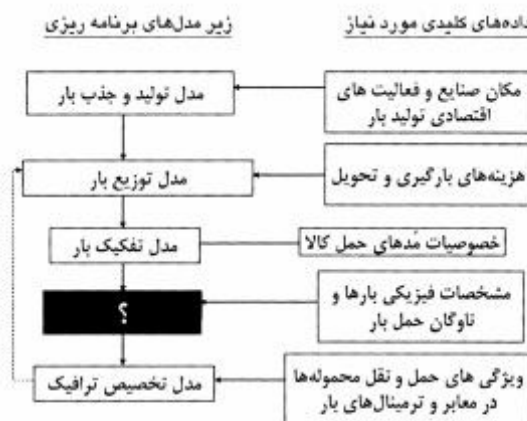 داده‌های کلیدی مورد نیاز
زیر مدل‌های برنامه ریزی
مکان صنایع و فعالیت های
اقتصادی تولید بار
مدل تولید و جذب بار
هزینه‌های بارگیری و تحویل
مدل توزیع بار
خصوصیات مُدهای حمل کالا
مدل تفکیک بار
مشخصات فیزیکی بارها و
ناوگان حمل بار
؟
ویژگی های حمل و نقل محموله‌ها
در معابر و ترمینال‌های بار
مدل تخصیص ترافیک